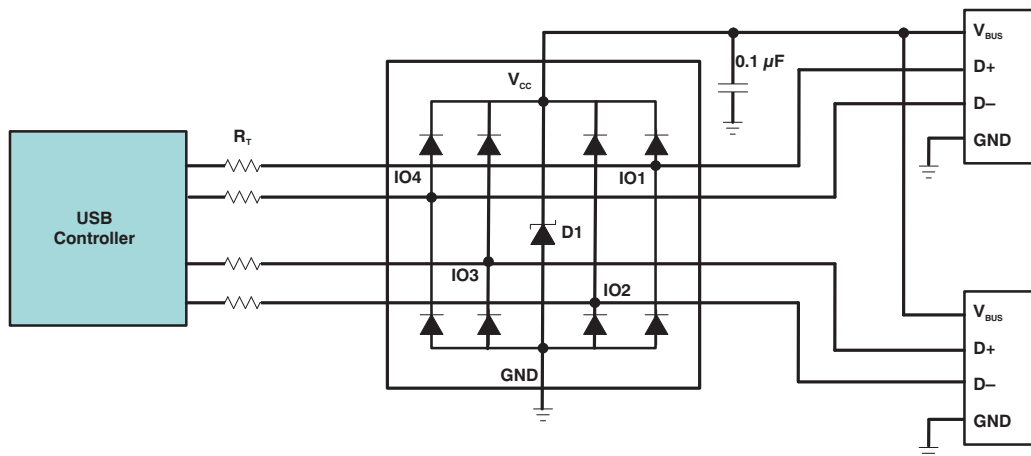 V_BUS
0.1 µF
D+
V_CC
D–
R_T
GND
IO4
IO1
USB
Controller
D1
IO3
IO2
V_BUS
D+
GND
D–
GND